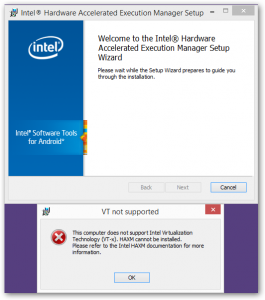 Intel® Hardware Accelerated Execution Manager Setup
intel
Welcome to the Intel® Hardware
Accelerated Execution Manager Setup
Wizard
Please wait while the Setup Wizard prepares to guide you
through the installation.
Intel® Software Tools
for Android*
Back
Next
Cancel
VT not supported
This computer does not support Intel Virtualization
Technology (VT-x). HAXM cannot be installed.
Please refer to the Intel HAXM documentation for more
information.
OK